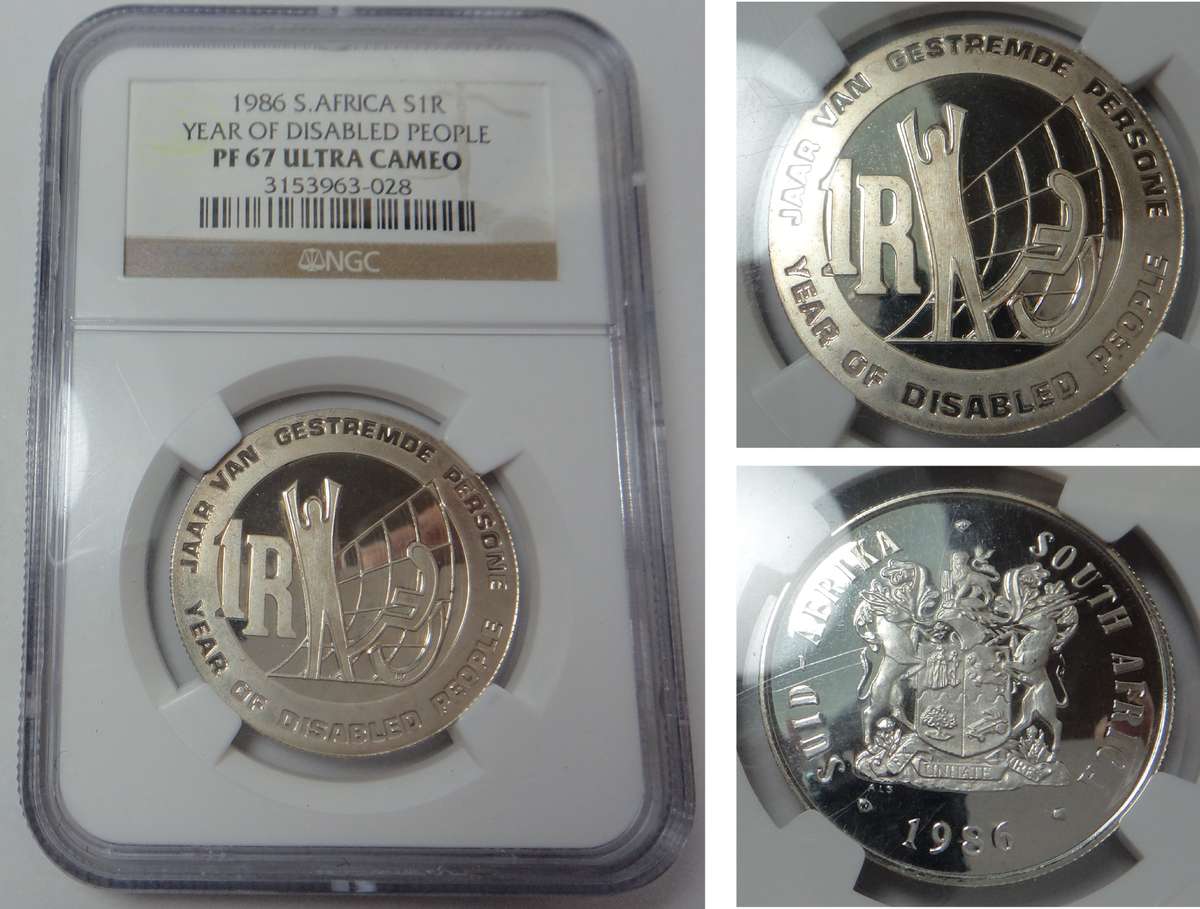 1986 S.AFRICA S1R
YEAR OF DISABLED PEOPLE
PF 67 ULTRA CAMEO
3153963-028
NGC
JAAR VAN GESTREMDE PERSONE
1R
YEAR OF DISABLED PEOPLE
JAAR VAN GESTREMDE PERSONE
1R
YEAR OF DISABLED PEOPLE
SUID-AFRIKA SOUTH AFRICA
UNITATE VIRES
ALS
1986